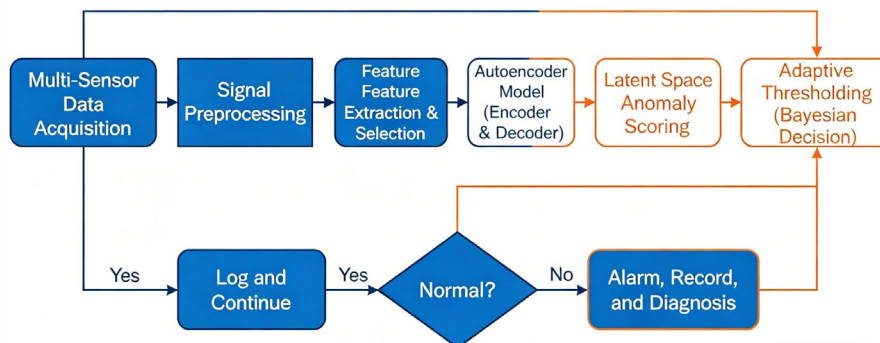 Multi-Sensor
Data
Acquisition
Signal
Preprocessing
Feature
Feature
Extraction &
Selection
Autoencoder
Model
(Encoder
& Decoder)
Latent Space
Anomaly
Scoring
Adaptive
Thresholding
(Bayesian
Decision)
Yes
Log and
Continue
Yes
Normal?
No
Alarm, Record,
and Diagnosis